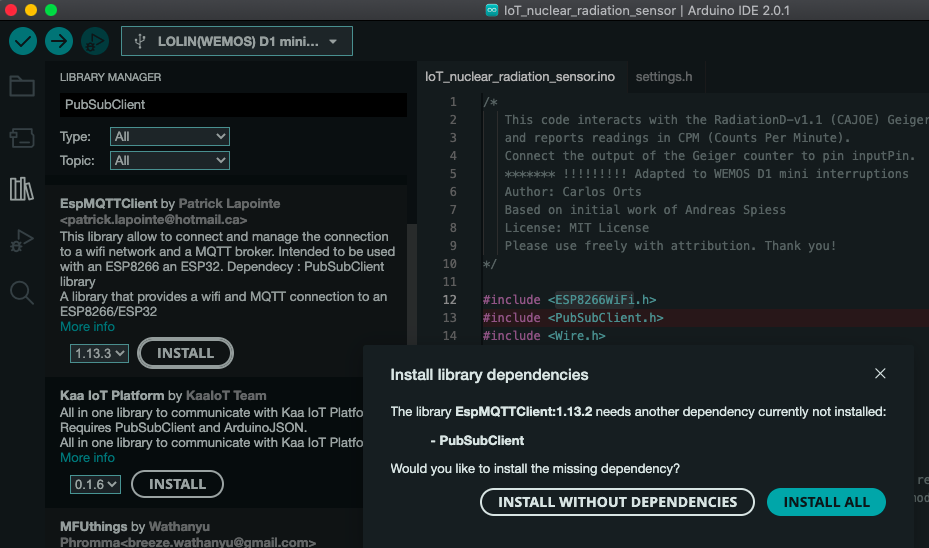 IoT_nuclear_radiation_sensor | Arduino IDE 2.0.1
LOLIN(WEMOS) D1 mini...
LIBRARY MANAGER
PubSubClient
Type: All
Topic: All
EspMQTTClient by Patrick Lapointe
<patrick.lapointe@hotmail.ca>
This library allow to connect and manage the connection
to a wifi network and a MQTT broker. Intended to be used
with an ESP8266 an ESP32. Dependecy : PubSubClient
library
A library that provides a wifi and MQTT connection to an
ESP8266/ESP32
More info
1.13.3 INSTALL
Kaa IoT Platform by KaaIoT Team
All in one library to communicate with Kaa IoT Platfo
Requires PubSubClient and ArduinoJSON.
All in one library to communicate with Kaa IoT Platfo
More info
0.1.6 INSTALL
MFUthings by Wathanyu
Phromma<breeze.wathanyu@gmail.com>
IoT_nuclear_radiation_sensor.ino settings.h
1 /*
2 This code interacts with the RadiationD-v1.1 (CAJOE) Geiger
3 and reports readings in CPM (Counts Per Minute).
4 Connect the output of the Geiger counter to pin inputPin.
5 ******* !!!!!!!!! Adapted to WEMOS D1 mini interruptions
6 Author: Carlos Orts
7 Based on initial work of Andreas Spiess
8 License: MIT License
9 Please use freely with attribution. Thank you!
10 */
11
12 #include <ESP8266WiFi.h>
13 #include <PubSubClient.h>
14 #include <Wire.h>
Install library dependencies
The library EspMQTTClient:1.13.2 needs another dependency currently not installed:
- PubSubClient
Would you like to install the missing dependency?
INSTALL WITHOUT DEPENDENCIES INSTALL ALL